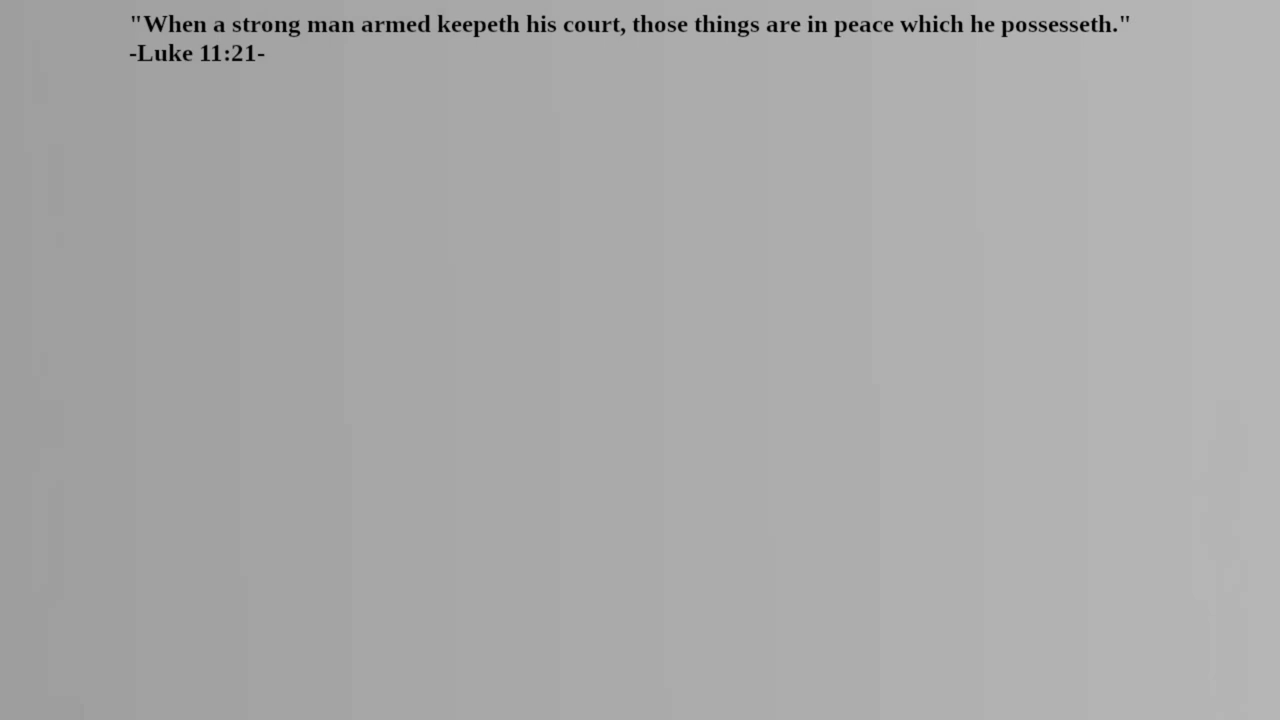 "When a strong man armed keepeth his court, those things are in peace which he possesseth."
-Luke 11:21-